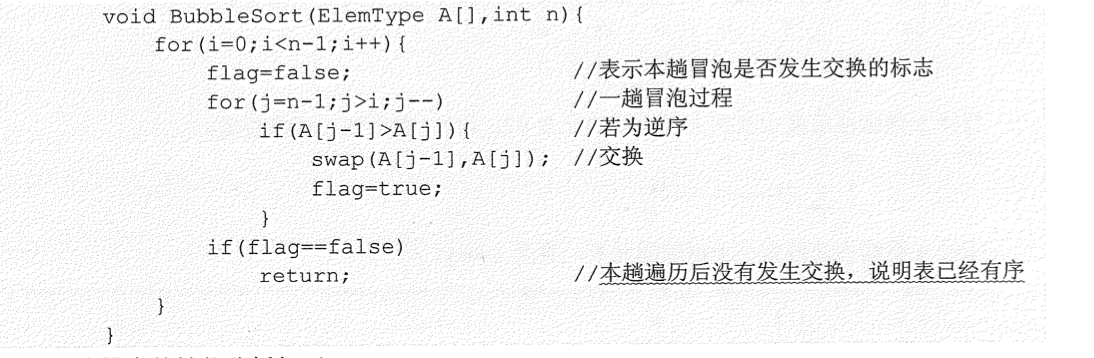 void BubbleSort(ElemType A[],int n){
for(i=0;i<n-1;i++){
flag=false; //表示本趟冒泡是否发生交换的标志
for(j=n-1;j>i;j--) //一趟冒泡过程
if(A[j-1]>A[j]){ //若为逆序
swap(A[j-1],A[j]); //交换
flag=true;
}
if(flag==false)
return; //本趟遍历后没有发生交换，说明表已经有序
}
}